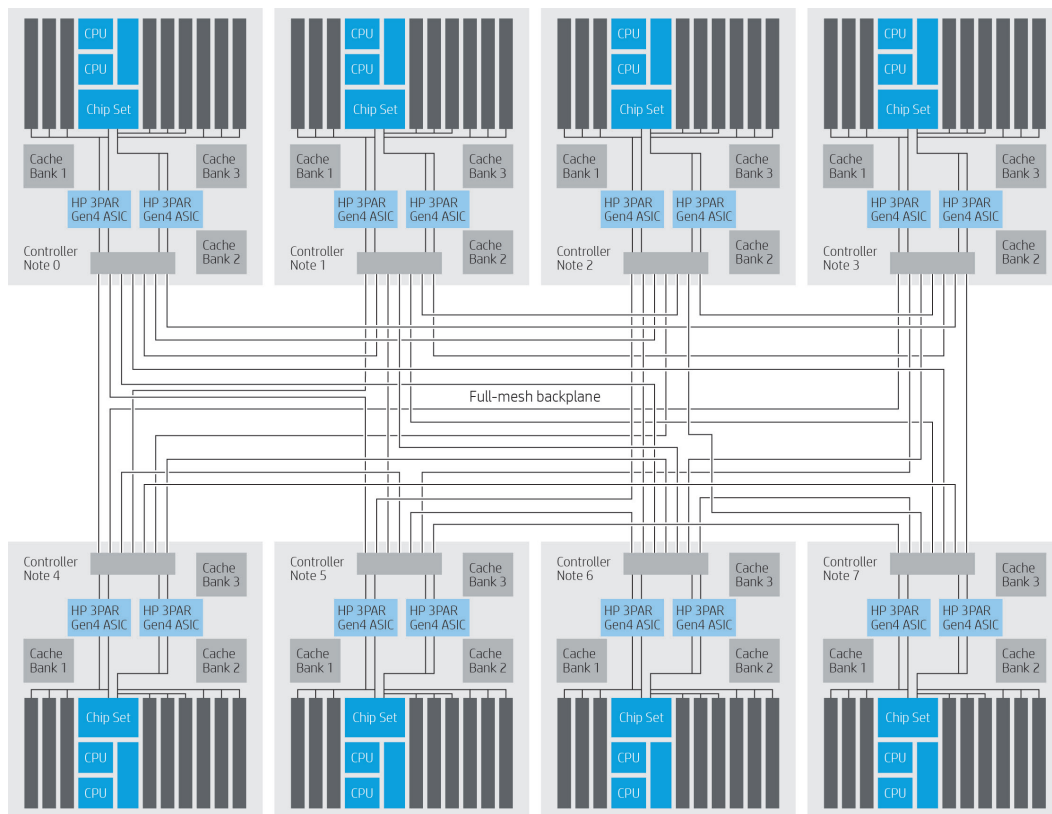 CPU
CPU
Chip Set
Cache
Bank 1
Cache
Bank 3
HP 3PAR
Gen4 ASIC
HP 3PAR
Gen4 ASIC
Controller
Note 0
Cache
Bank 2
CPU
CPU
Chip Set
Cache
Bank 1
Cache
Bank 3
HP 3PAR
Gen4 ASIC
HP 3PAR
Gen4 ASIC
Controller
Note 1
Cache
Bank 2
CPU
CPU
Chip Set
Cache
Bank 1
Cache
Bank 3
HP 3PAR
Gen4 ASIC
HP 3PAR
Gen4 ASIC
Controller
Note 2
Cache
Bank 2
CPU
CPU
Chip Set
Cache
Bank 1
Cache
Bank 3
HP 3PAR
Gen4 ASIC
HP 3PAR
Gen4 ASIC
Controller
Note 3
Cache
Bank 2
Full-mesh backplane
Controller
Note 4
Cache
Bank 3
HP 3PAR
Gen4 ASIC
HP 3PAR
Gen4 ASIC
Cache
Bank 1
Cache
Bank 2
Chip Set
CPU
CPU
Controller
Note 5
Cache
Bank 3
HP 3PAR
Gen4 ASIC
HP 3PAR
Gen4 ASIC
Cache
Bank 1
Cache
Bank 2
Chip Set
CPU
CPU
Controller
Note 6
Cache
Bank 3
HP 3PAR
Gen4 ASIC
HP 3PAR
Gen4 ASIC
Cache
Bank 1
Cache
Bank 2
Chip Set
CPU
CPU
Controller
Note 7
Cache
Bank 3
HP 3PAR
Gen4 ASIC
HP 3PAR
Gen4 ASIC
Cache
Bank 1
Cache
Bank 2
Chip Set
CPU
CPU